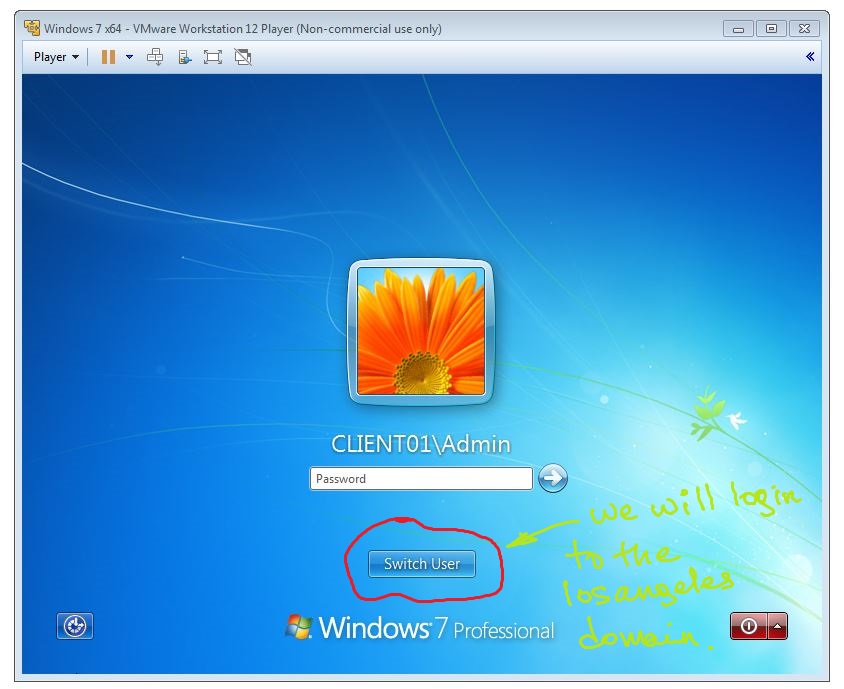 Windows 7 x64 - VMware Workstation 12 Player (Non-commercial use only)
Player
CLIENT01\Admin
Password
we will login
to the
losangeles
domain.
Switch User
Windows 7 Professional